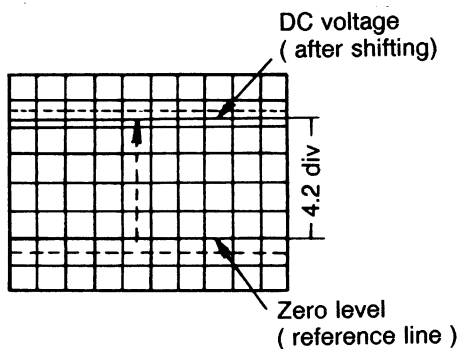 DC voltage
( after shifting)
4.2 div
Zero level
( reference line )